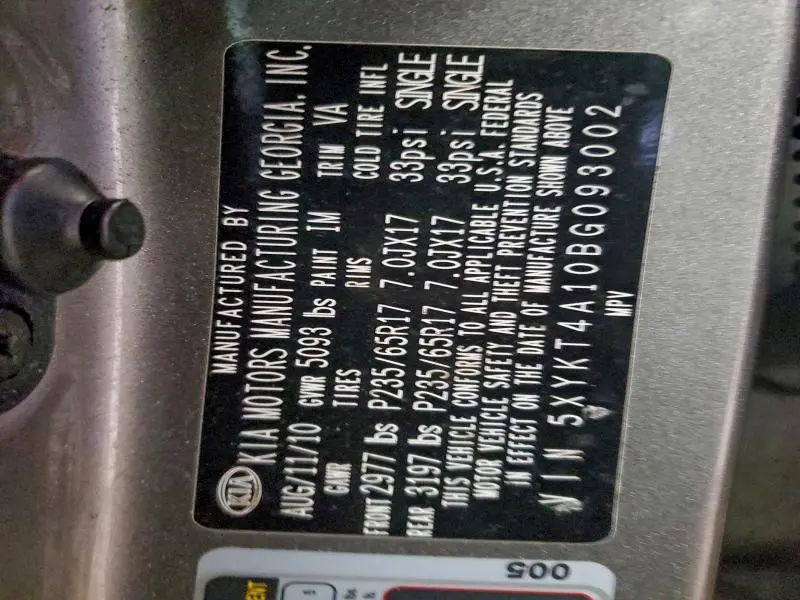 MANUFACTURED BY
KIA KIA MOTORS MANUFACTURING GEORGIA, INC.
AUG/11/10 GVWR 5093 lbs PAINT IM TRIM VA
GAWR TIRES RIMS COLD TIRE INFL
FRONT 2977 lbs P235/65R17 7.0JX17 33psi SINGLE
REAR 3197 lbs P235/65R17 7.0JX17 33psi SINGLE
THIS VEHICLE CONFORMS TO ALL APPLICABLE U.S.A. FEDERAL
MOTOR VEHICLE SAFETY AND THEFT PREVENTION STANDARDS
IN EFFECT ON THE DATE OF MANUFACTURE SHOWN ABOVE
VIN 5XYKT4A10BG093002
MPV
005